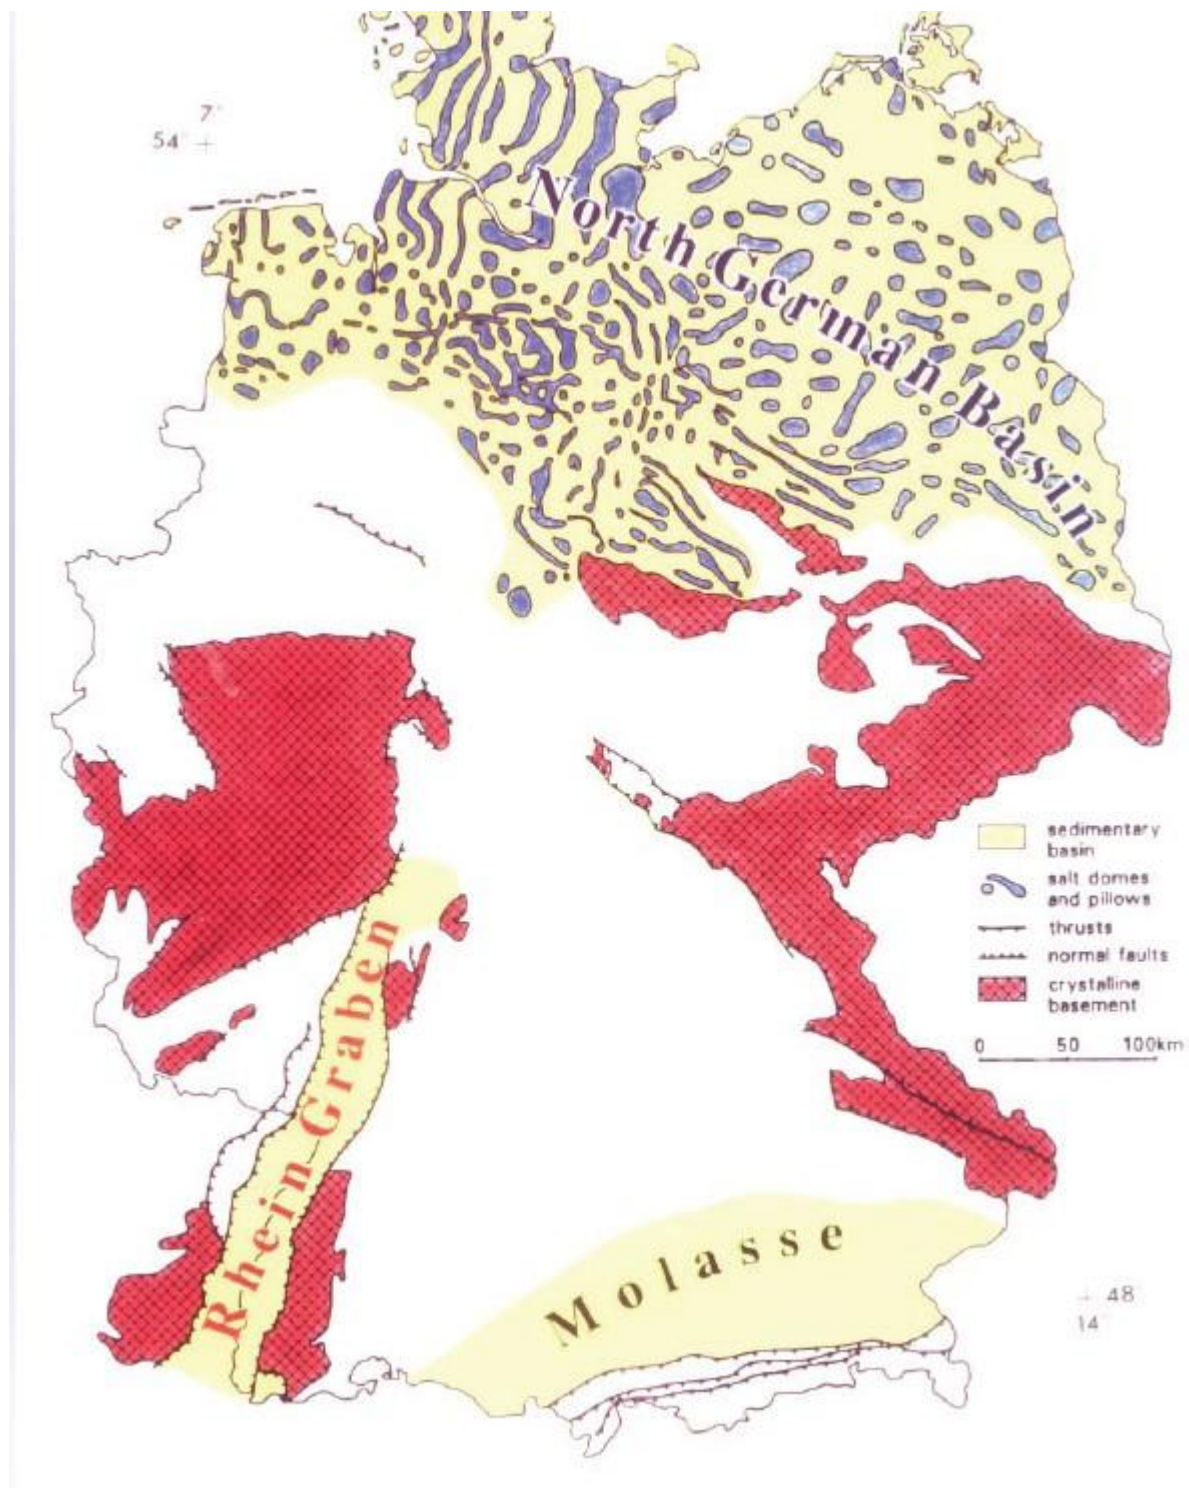 7°
54°
North German Basin
sedimentary
basin
salt domes
and pillows
thrusts
normal faults
crystalline
basement
0 50 100km
Rhein Graben
Molasse
48°
14°